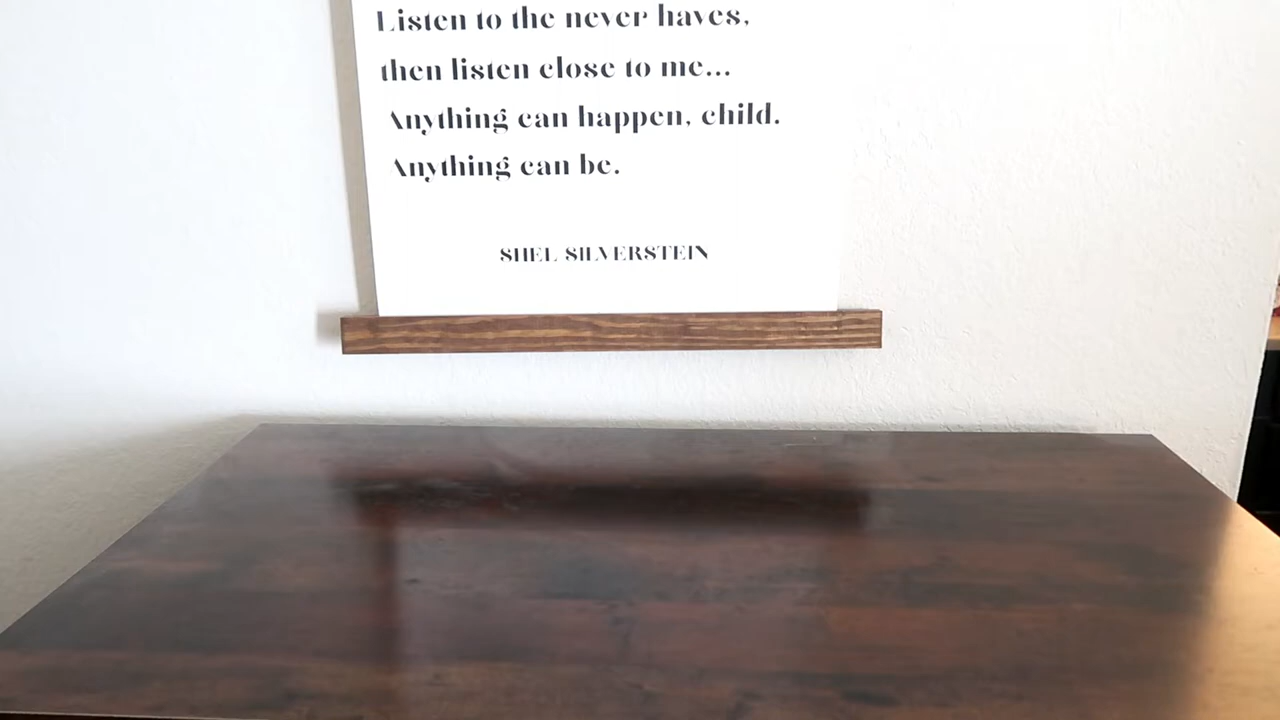 Listen to the never haves,
then listen close to me...
Anything can happen, child.
Anything can be.
SHEL SILVERSTEIN